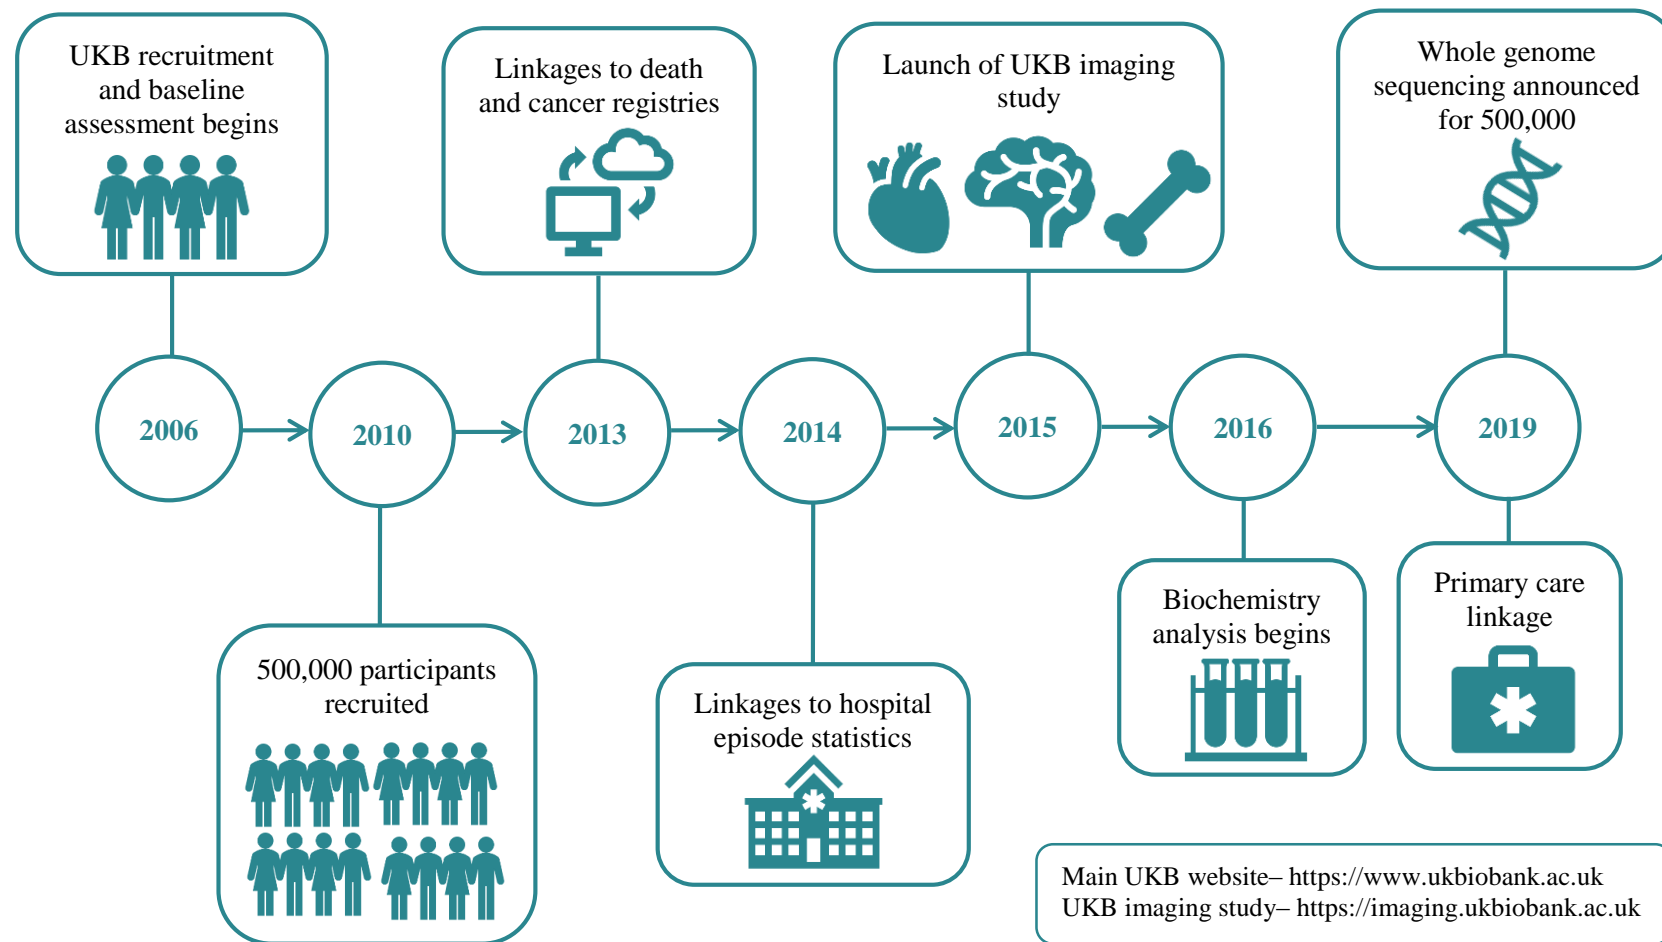 UKB recruitment
and baseline
assessment begins
Linkages to death
and cancer registries
Launch of UKB imaging
study
Whole genome
sequencing announced
for 500,000
2006
2010
2013
2014
2015
2016
2019
500,000 participants
recruited
Linkages to hospital
episode statistics
Biochemistry
analysis begins
Primary care
linkage
Main UKB website– https://www.ukbiobank.ac.uk
UKB imaging study– https://imaging.ukbiobank.ac.uk